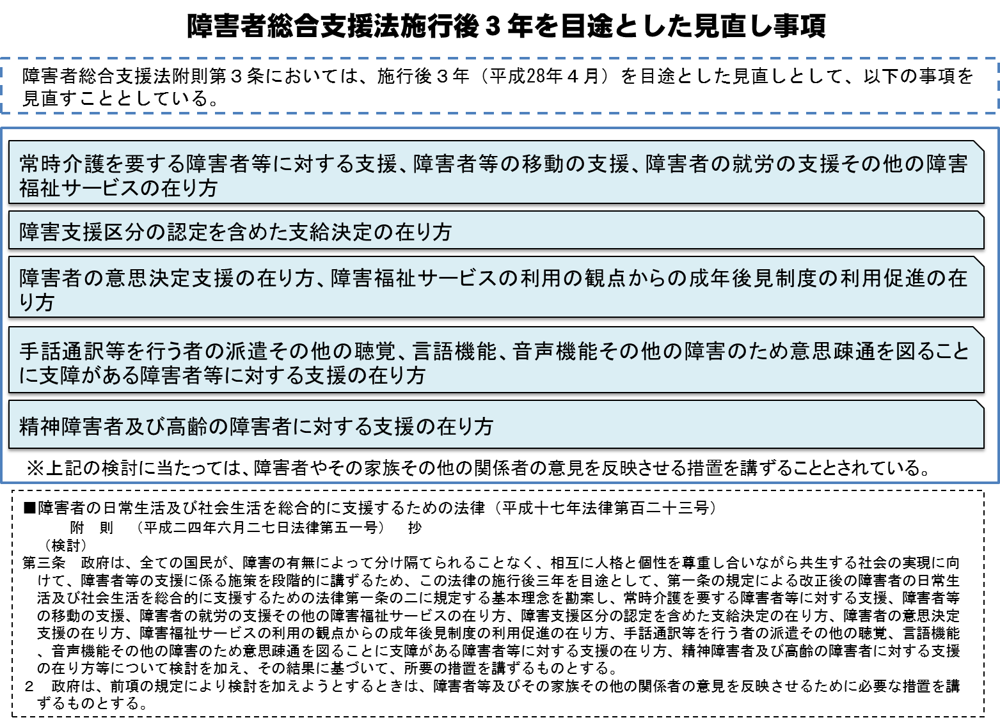 障害者総合支援法施行後３年を目途とした見直し事項
障害者総合支援法附則第３条においては、施行後３年（平成28年４月）を目途とした見直しとして、以下の事項を
見直すこととしている。
常時介護を要する障害者等に対する支援、障害者等の移動の支援、障害者の就労の支援その他の障害
福祉サービスの在り方
障害支援区分の認定を含めた支給決定の在り方
障害者の意思決定支援の在り方、障害福祉サービスの利用の観点からの成年後見制度の利用促進の在
り方
手話通訳等を行う者の派遣その他の聴覚、言語機能、音声機能その他の障害のため意思疎通を図ること
に支障がある障害者等に対する支援の在り方
精神障害者及び高齢の障害者に対する支援の在り方
※上記の検討に当たっては、障害者やその家族その他の関係者の意見を反映させる措置を講ずることとされている。
■障害者の日常生活及び社会生活を総合的に支援するための法律（平成十七年法律第百二十三号）
附　則　（平成二四年六月二七日法律第五一号）　抄
（検討）
第三条　政府は、全ての国民が、障害の有無によって分け隔てられることなく、相互に人格と個性を尊重し合いながら共生する社会の実現に向
けて、障害者等の支援に係る施策を段階的に講ずるため、この法律の施行後三年を目途として、第一条の規定による改正後の障害者の日常生
活及び社会生活を総合的に支援するための法律第一条の二に規定する基本理念を勘案し、常時介護を要する障害者等に対する支援、障害者等
の移動の支援、障害者の就労の支援その他の障害福祉サービスの在り方、障害支援区分の認定を含めた支給決定の在り方、障害者の意思決定
支援の在り方、障害福祉サービスの利用の観点からの成年後見制度の利用促進の在り方、手話通訳等を行う者の派遣その他の聴覚、言語機能
、音声機能その他の障害のため意思疎通を図ることに支障がある障害者等に対する支援の在り方、精神障害者及び高齢の障害者に対する支援
の在り方等について検討を加え、その結果に基づいて、所要の措置を講ずるものとする。
２　政府は、前項の規定により検討を加えようとするときは、障害者等及びその家族その他の関係者の意見を反映させるために必要な措置を講
ずるものとする。